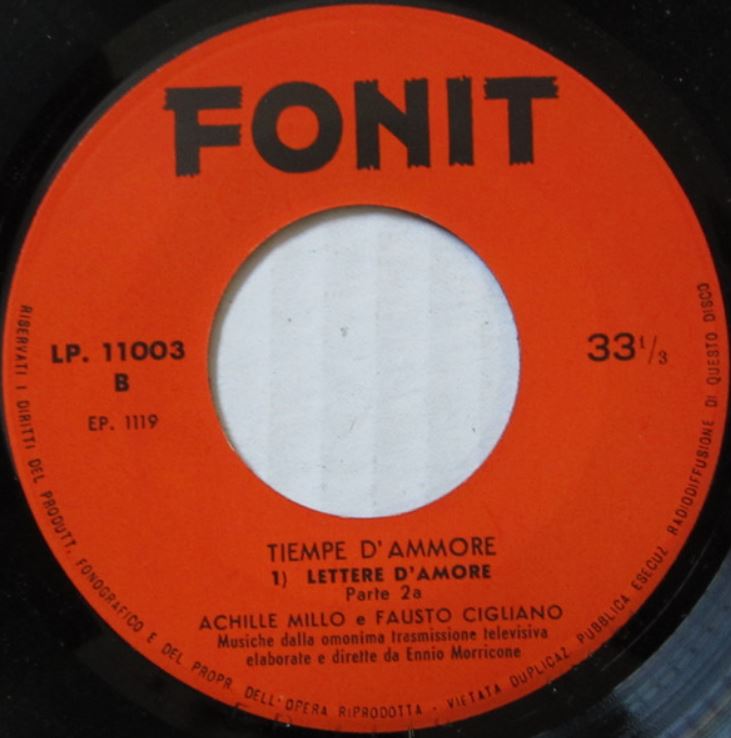 FONIT
LP. 11003
B
EP. 1119
33 1/3
TIEMPE D'AMMORE
1) LETTERE D'AMORE
Parte 2a
ACHILLE MILLO e FAUSTO CIGLIANO
Musiche dalla omonima trasmissione televisiva
elaborate e dirette da Ennio Morricone
RISERVATI I DIRITTI DEL PRODUTT. FONOGRAFICO E DEL PROPR. DELL'OPERA RIPRODOTTA - VIETATA DUPLICAZ PUBBLICA ESECUZ RADIODIFFUSIONE DI QUESTO DISCO